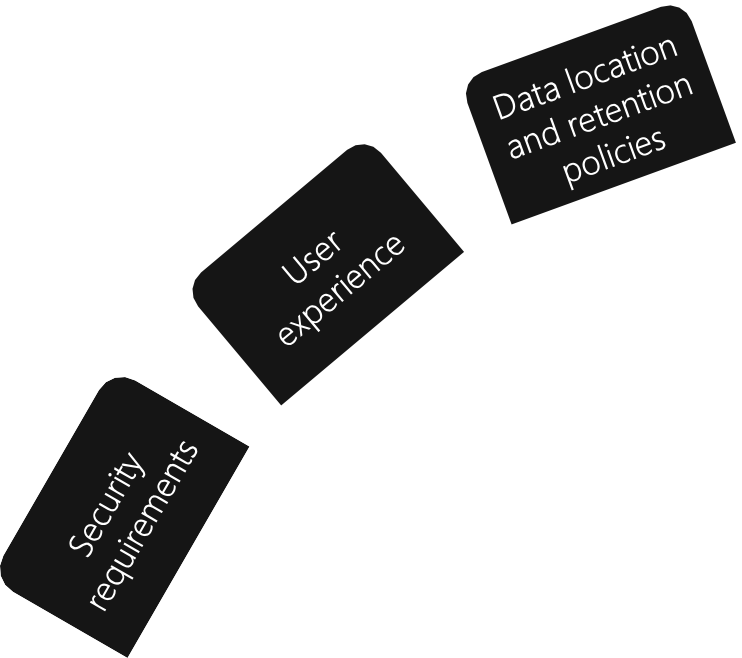 Data location
and retention
policies
User
experience
Security
requirements